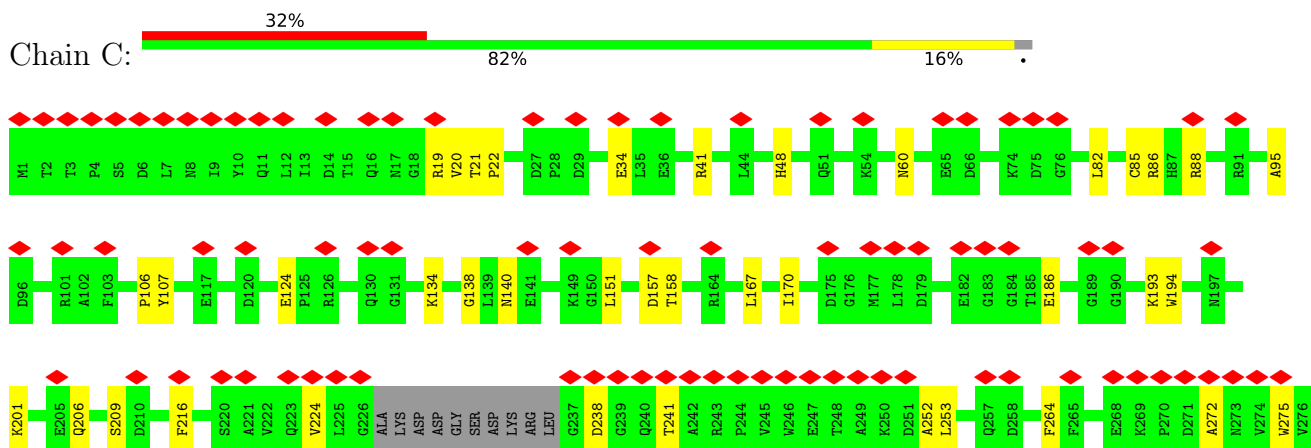 32%
Chain C:
82% 16% •
M1 T2 T3 P4 S5 D6 L7 N8 I9 Y10 Q11 L12 I13 D14 T15 Q16 N17 G18 R19 V20 T21 P22 D27 P28 D29 E34 L35 E36 R41 L44 H48 Q51 K54 N60 E65 D66 K74 D75 G76 L82 C85 R86 H87 R88 R91 A95
D96 R101 A102 F103 P106 Y107 E117 D120 E124 P125 R126 Q130 G131 K134 G138 L139 N140 E141 K149 G150 L151 D157 T158 R164 L167 I170 D175 G176 M177 L178 D179 E182 G183 G184 T185 E186 G189 G190 K193 W194 N197
K201 E205 Q206 S209 D210 F216 S220 A221 V222 Q223 V224 L225 G226 ALA LYS ASP ASP GLY SER ASP LYS ARG LEU G237 D238 G239 Q240 T241 A242 R243 P244 V245 W246 E247 T248 A249 K250 D251 A252 L253 Q257 D258 F264 F265 E268 K269 P270 D271 A272 N273 V274 W275 V276